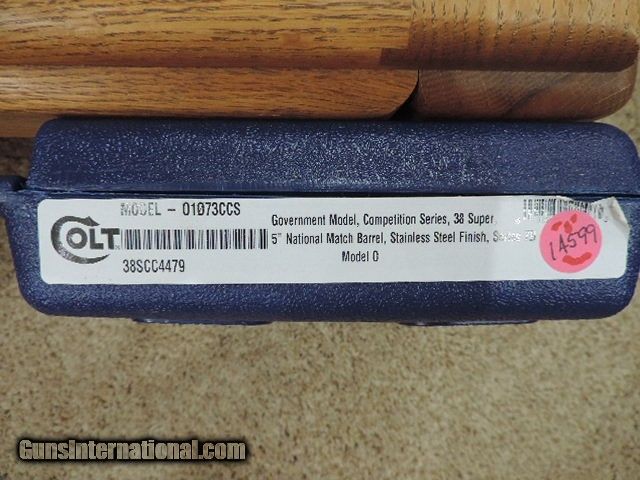 COLT
MODEL - 01073CCS
38SCC4479
Government Model, Competition Series, 38 Super,
5" National Match Barrel, Stainless Steel Finish,
Model O
14599
GunsInternational.com